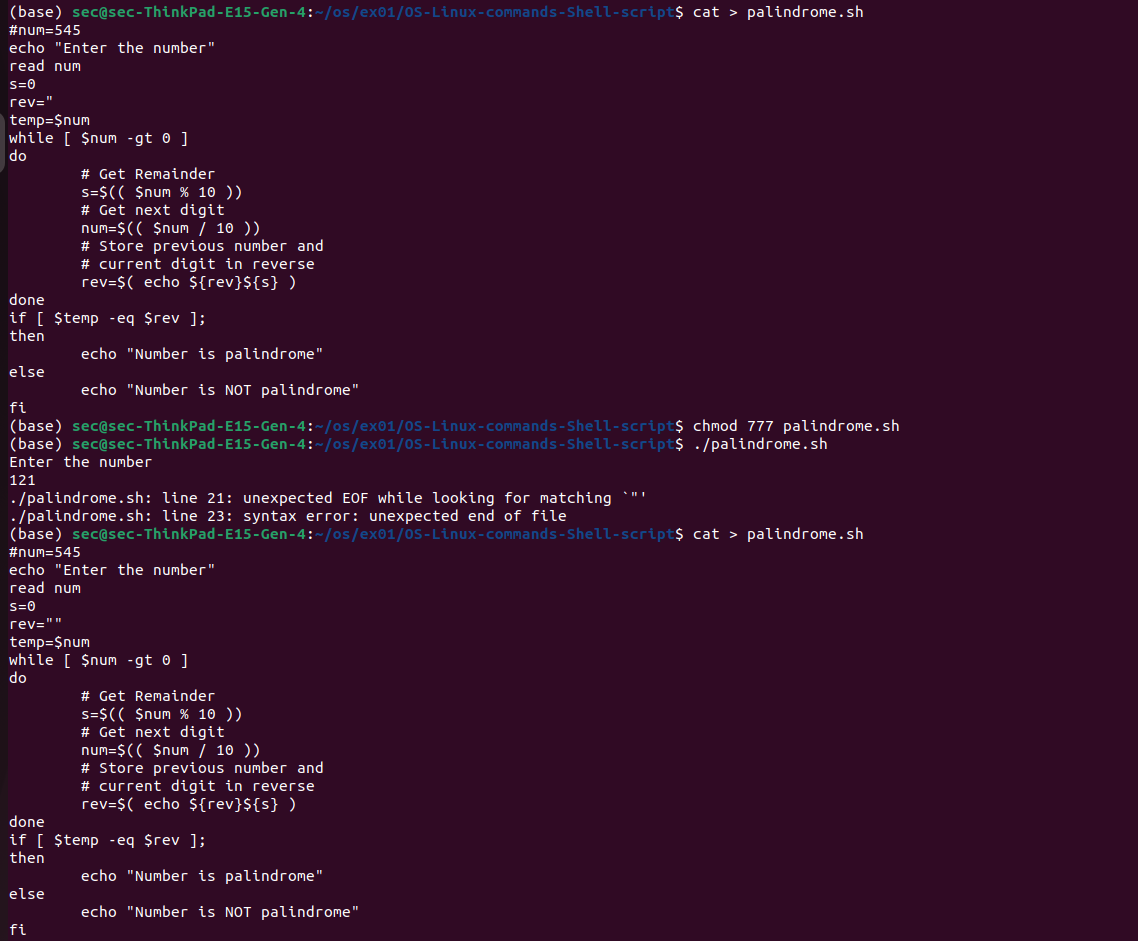 (base) sec@sec-ThinkPad-E15-Gen-4:~/os/ex01/OS-Linux-commands-Shell-script$ cat > palindrome.sh
#num=545
echo "Enter the number"
read num
s=0
rev="
temp=$num
while [ $num -gt 0 ]
do
        # Get Remainder
        s=$(( $num % 10 ))
        # Get next digit
        num=$(( $num / 10 ))
        # Store previous number and
        # current digit in reverse
        rev=$( echo ${rev}${s} )
done
if [ $temp -eq $rev ];
then
        echo "Number is palindrome"
else
        echo "Number is NOT palindrome"
fi
(base) sec@sec-ThinkPad-E15-Gen-4:~/os/ex01/OS-Linux-commands-Shell-script$ chmod 777 palindrome.sh
(base) sec@sec-ThinkPad-E15-Gen-4:~/os/ex01/OS-Linux-commands-Shell-script$ ./palindrome.sh
Enter the number
121
./palindrome.sh: line 21: unexpected EOF while looking for matching `"'
./palindrome.sh: line 23: syntax error: unexpected end of file
(base) sec@sec-ThinkPad-E15-Gen-4:~/os/ex01/OS-Linux-commands-Shell-script$ cat > palindrome.sh
#num=545
echo "Enter the number"
read num
s=0
rev=""
temp=$num
while [ $num -gt 0 ]
do
        # Get Remainder
        s=$(( $num % 10 ))
        # Get next digit
        num=$(( $num / 10 ))
        # Store previous number and
        # current digit in reverse
        rev=$( echo ${rev}${s} )
done
if [ $temp -eq $rev ];
then
        echo "Number is palindrome"
else
        echo "Number is NOT palindrome"
fi